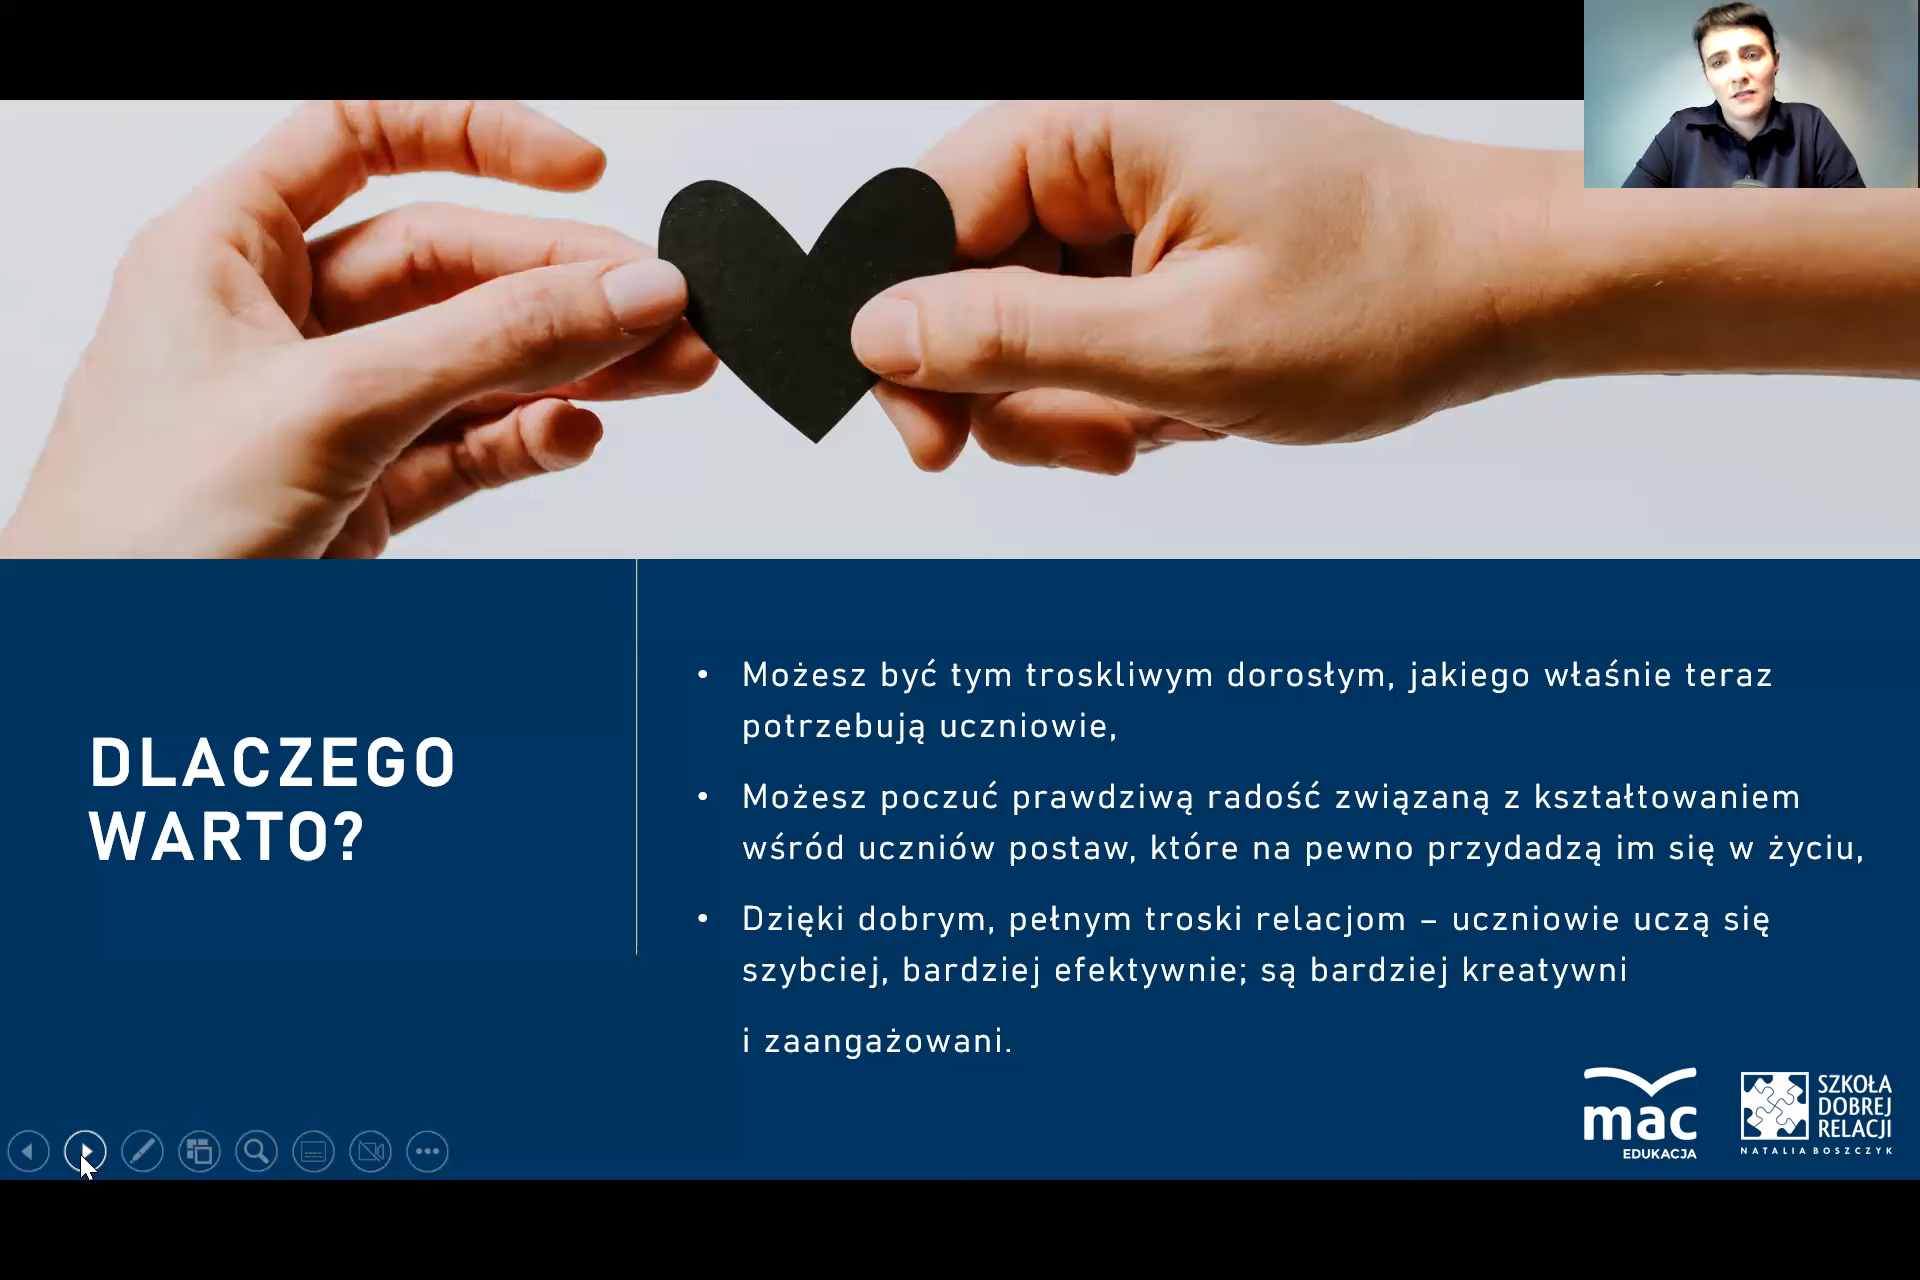 DLACZEGO
WARTO?
• Możesz być tym troskliwym dorosłym, jakiego właśnie teraz
potrzebują uczniowie,
• Możesz poczuć prawdziwą radość związaną z kształtowaniem
wśród uczniów postaw, które na pewno przydadzą im się w życiu,
• Dzięki dobrym, pełnym troski relacjom – uczniowie uczą się
szybciej, bardziej efektywnie; są bardziej kreatywni
i zaangażowani.
mac
EDUKACJA
SZKOŁA
DOBREJ
RELACJI
NATALIA BOSZCZYK